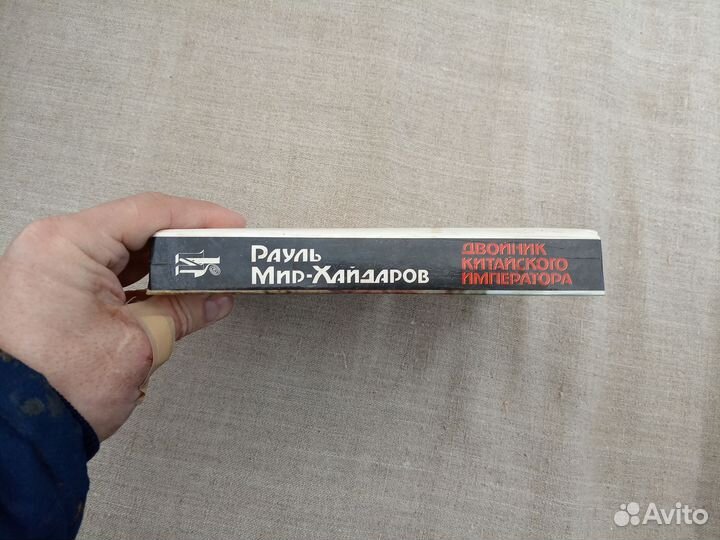 Рауль
Мир-Хайдаров
Двойник
китайского
императора
Avito